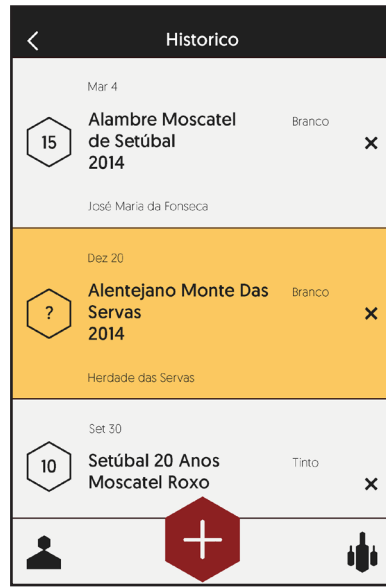 Historico
Mar 4
15
Alambre Moscatel
de Setúbal
2014
Branco
José Maria da Fonseca
Dez 20
?
Alentejano Monte Das
Servas
2014
Branco
Herdade das Servas
Set 30
10
Setúbal 20 Anos
Moscatel Roxo
Tinto